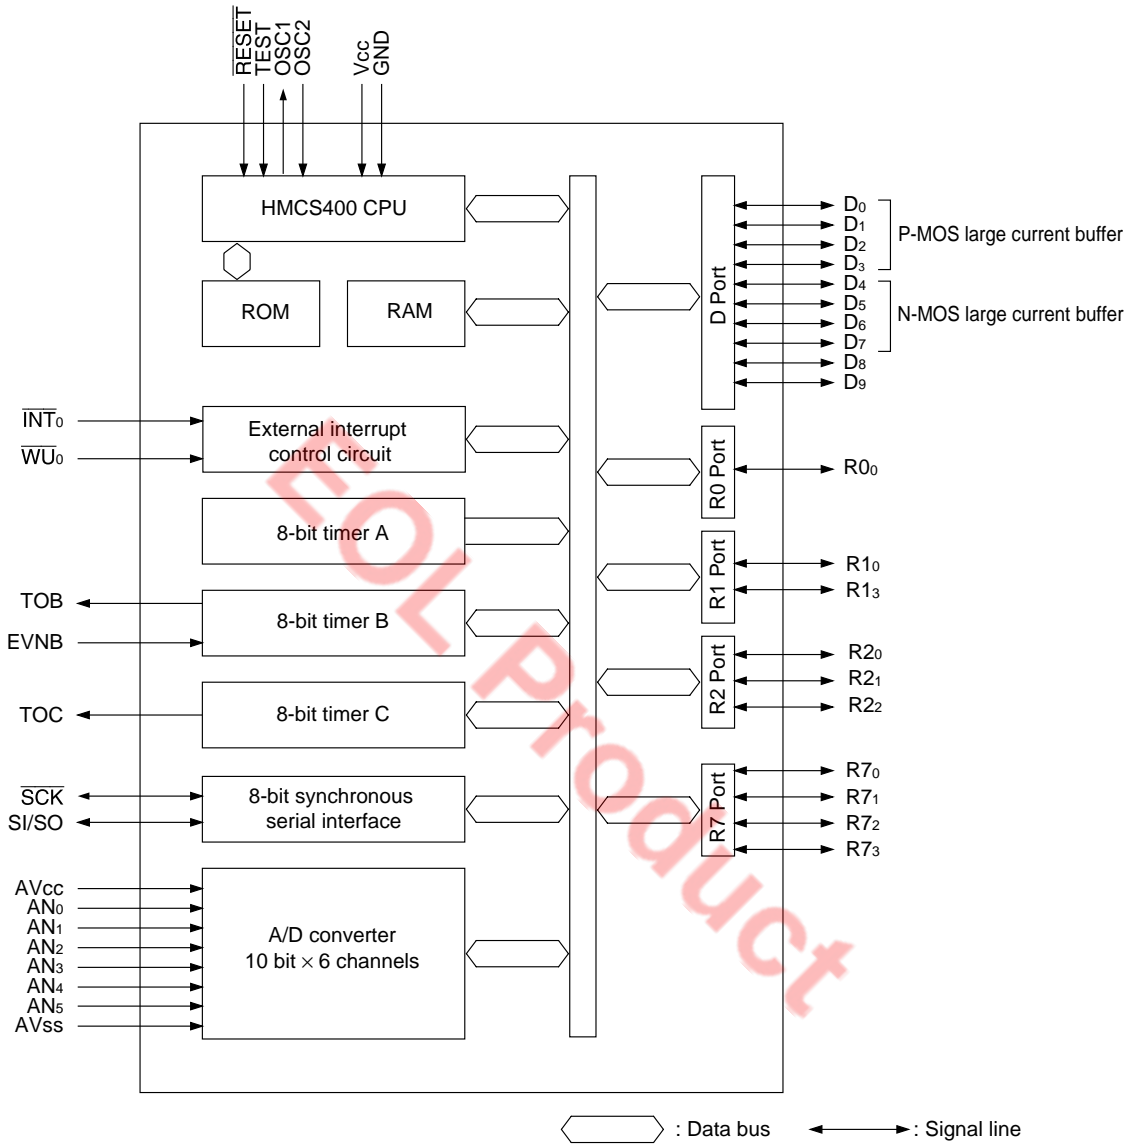 RESET
TEST
OSC1
OSC2
Vcc
GND
HMCS400 CPU
ROM
RAM
External interrupt
control circuit
8-bit timer A
8-bit timer B
8-bit timer C
8-bit synchronous
serial interface
A/D converter
10 bit × 6 channels
INT0
WU0
TOB
EVNB
TOC
SCK
SI/SO
AVcc
AN0
AN1
AN2
AN3
AN4
AN5
AVss
D Port
R0 Port
R1 Port
R2 Port
R7 Port
D0
D1
D2
D3
D4
D5
D6
D7
D8
D9
P-MOS large current buffer
N-MOS large current buffer
R00
R10
R13
R20
R21
R22
R70
R71
R72
R73
EOL Product
: Data bus
: Signal line